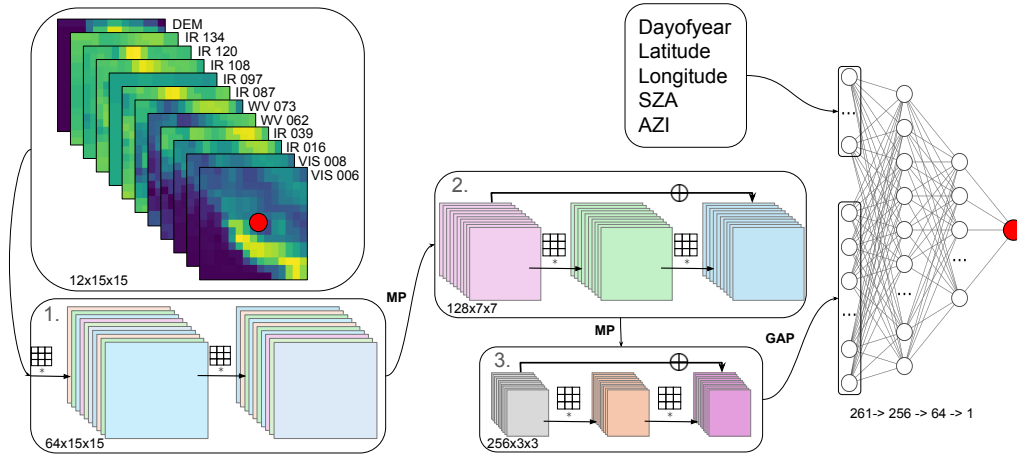 DEM
IR 134
IR 120
IR 108
IR 097
IR 087
WV 073
WV 062
IR 039
IR 016
VIS 008
VIS 006
12x15x15
1.
*
*
64x15x15
MP
2.
*
*
128x7x7
MP
3.
*
*
256x3x3
GAP
Dayofyear
Latitude
Longitude
SZA
AZI
...
...
...
...
261-> 256 -> 64 -> 1